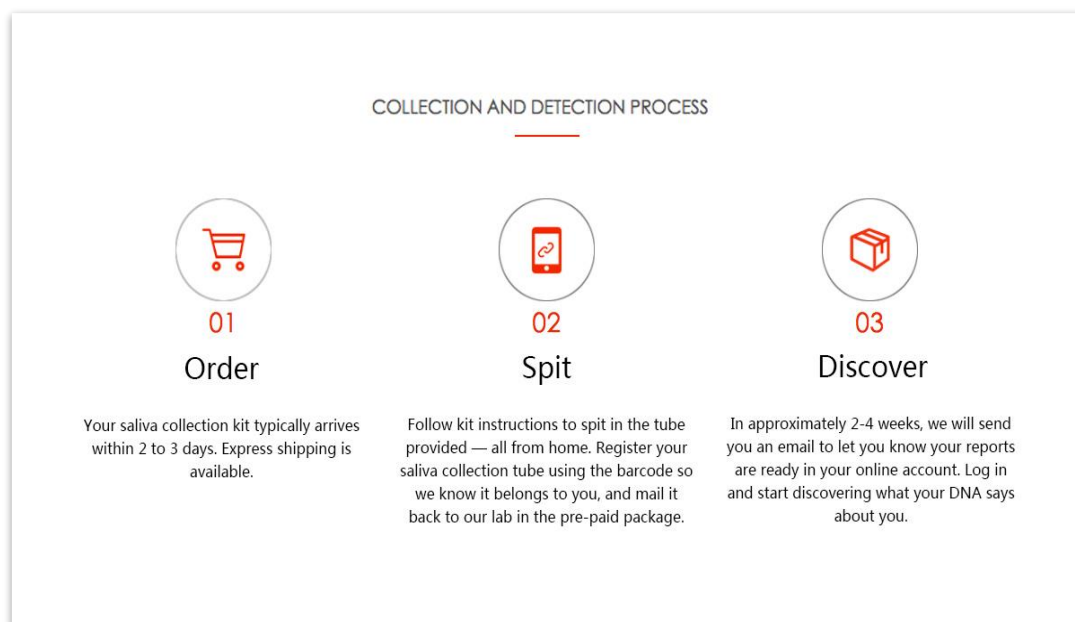 COLLECTION AND DETECTION PROCESS
01
Order
Your saliva collection kit typically arrives
within 2 to 3 days. Express shipping is
available.
02
Spit
Follow kit instructions to spit in the tube
provided — all from home. Register your
saliva collection tube using the barcode so
we know it belongs to you, and mail it
back to our lab in the pre-paid package.
03
Discover
In approximately 2-4 weeks, we will send
you an email to let you know your reports
are ready in your online account. Log in
and start discovering what your DNA says
about you.